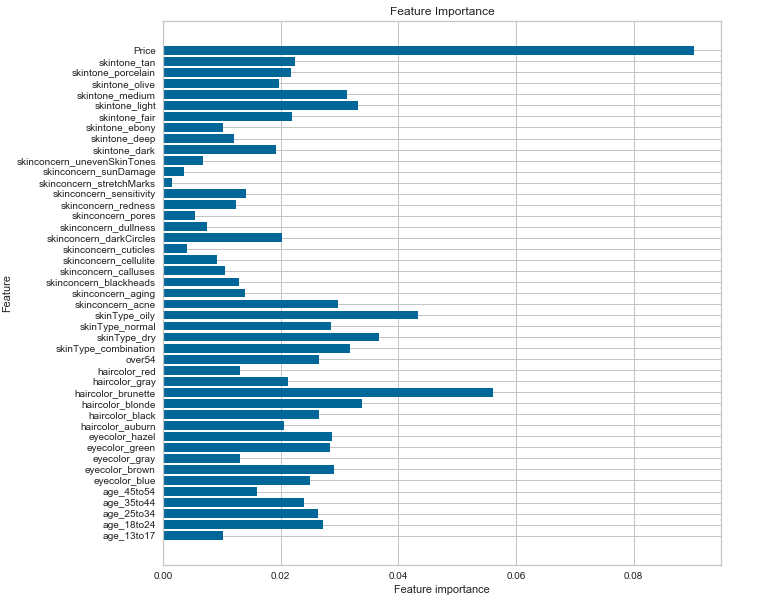 Feature Importance
Price
skintone_tan
skintone_porcelain
skintone_olive
skintone_medium
skintone_light
skintone_fair
skintone_ebony
skintone_deep
skintone_dark
skinconcern_unevenSkinTones
skinconcern_sunDamage
skinconcern_stretchMarks
skinconcern_sensitivity
skinconcern_redness
skinconcern_pores
skinconcern_dullness
skinconcern_darkCircles
skinconcern_cuticles
skinconcern_cellulite
skinconcern_calluses
skinconcern_blackheads
skinconcern_aging
skinconcern_acne
skinType_oily
skinType_normal
skinType_dry
skinType_combination
over54
haircolor_red
haircolor_gray
haircolor_brunette
haircolor_blonde
haircolor_black
haircolor_auburn
eyecolor_hazel
eyecolor_green
eyecolor_gray
eyecolor_brown
eyecolor_blue
age_45to54
age_35to44
age_25to34
age_18to24
age_13to17
Feature
0.00 0.02 0.04 0.06 0.08
Feature importance